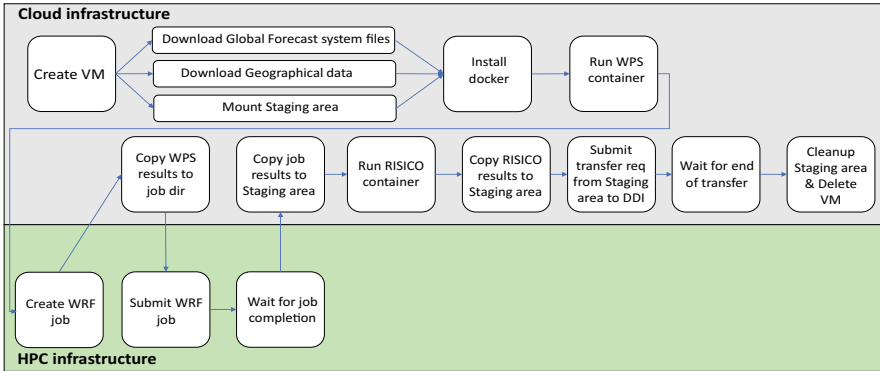 Cloud infrastructure
Create VM
Download Global Forecast system files
Download Geographical data
Mount Staging area
Install
docker
Run WPS
container
Copy WPS
results to
job dir
Copy job
results to
Staging area
Run RISICO
container
Copy RISICO
results to
Staging area
Submit
transfer req
from Staging
area to DDI
Wait for end
of transfer
Cleanup
Staging area
& Delete
VM
Create WRF
job
Submit WRF
job
Wait for job
completion
HPC infrastructure